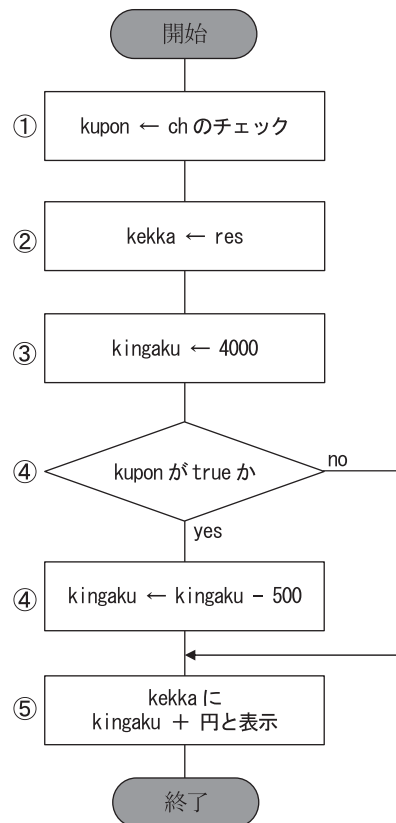 開始
① kupon ← ch のチェック
② kekka ← res
③ kingaku ← 4000
④ kupon が true か
no
yes
④ kingaku ← kingaku - 500
⑤ kekka に
kingaku + 円と表示
終了